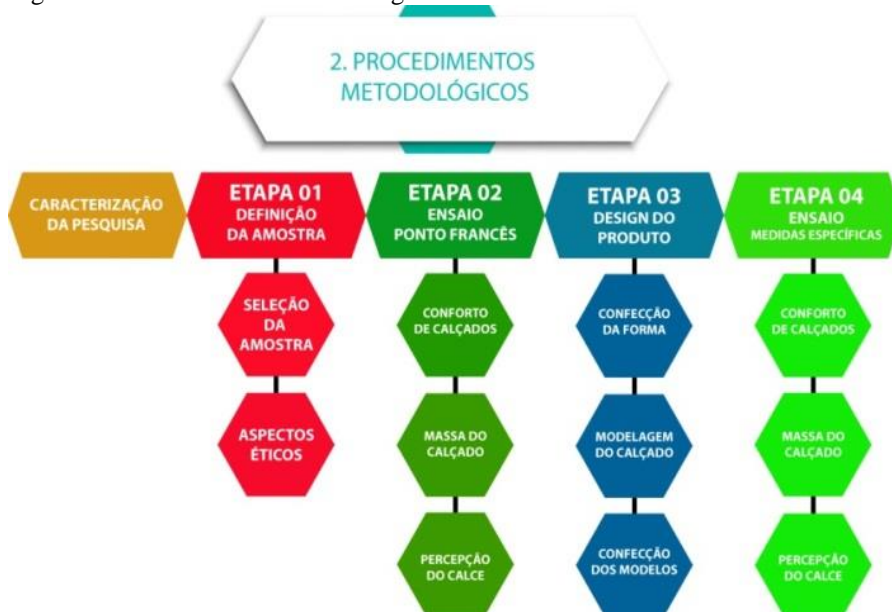 2. PROCEDIMENTOS
METODOLÓGICOS
CARACTERIZAÇÃO
DA PESQUISA
ETAPA 01
DEFINIÇÃO
DA AMOSTRA
SELEÇÃO
DA
AMOSTRA
ASPECTOS
ÉTICOS
ETAPA 02
ENSAIO
PONTO FRANCÊS
CONFORTO
DE CALÇADOS
MASSA DO
CALÇADO
PERCEPÇÃO
DO CALCE
ETAPA 03
DESIGN DO
PRODUTO
CONFECÇÃO
DA FORMA
MODELAGEM
DO CALÇADO
CONFECÇÃO
DOS MODELOS
ETAPA 04
ENSAIO
MEDIDAS ESPECÍFICAS
CONFORTO
DE CALÇADOS
MASSA DO
CALÇADO
PERCEPÇÃO
DO CALCE